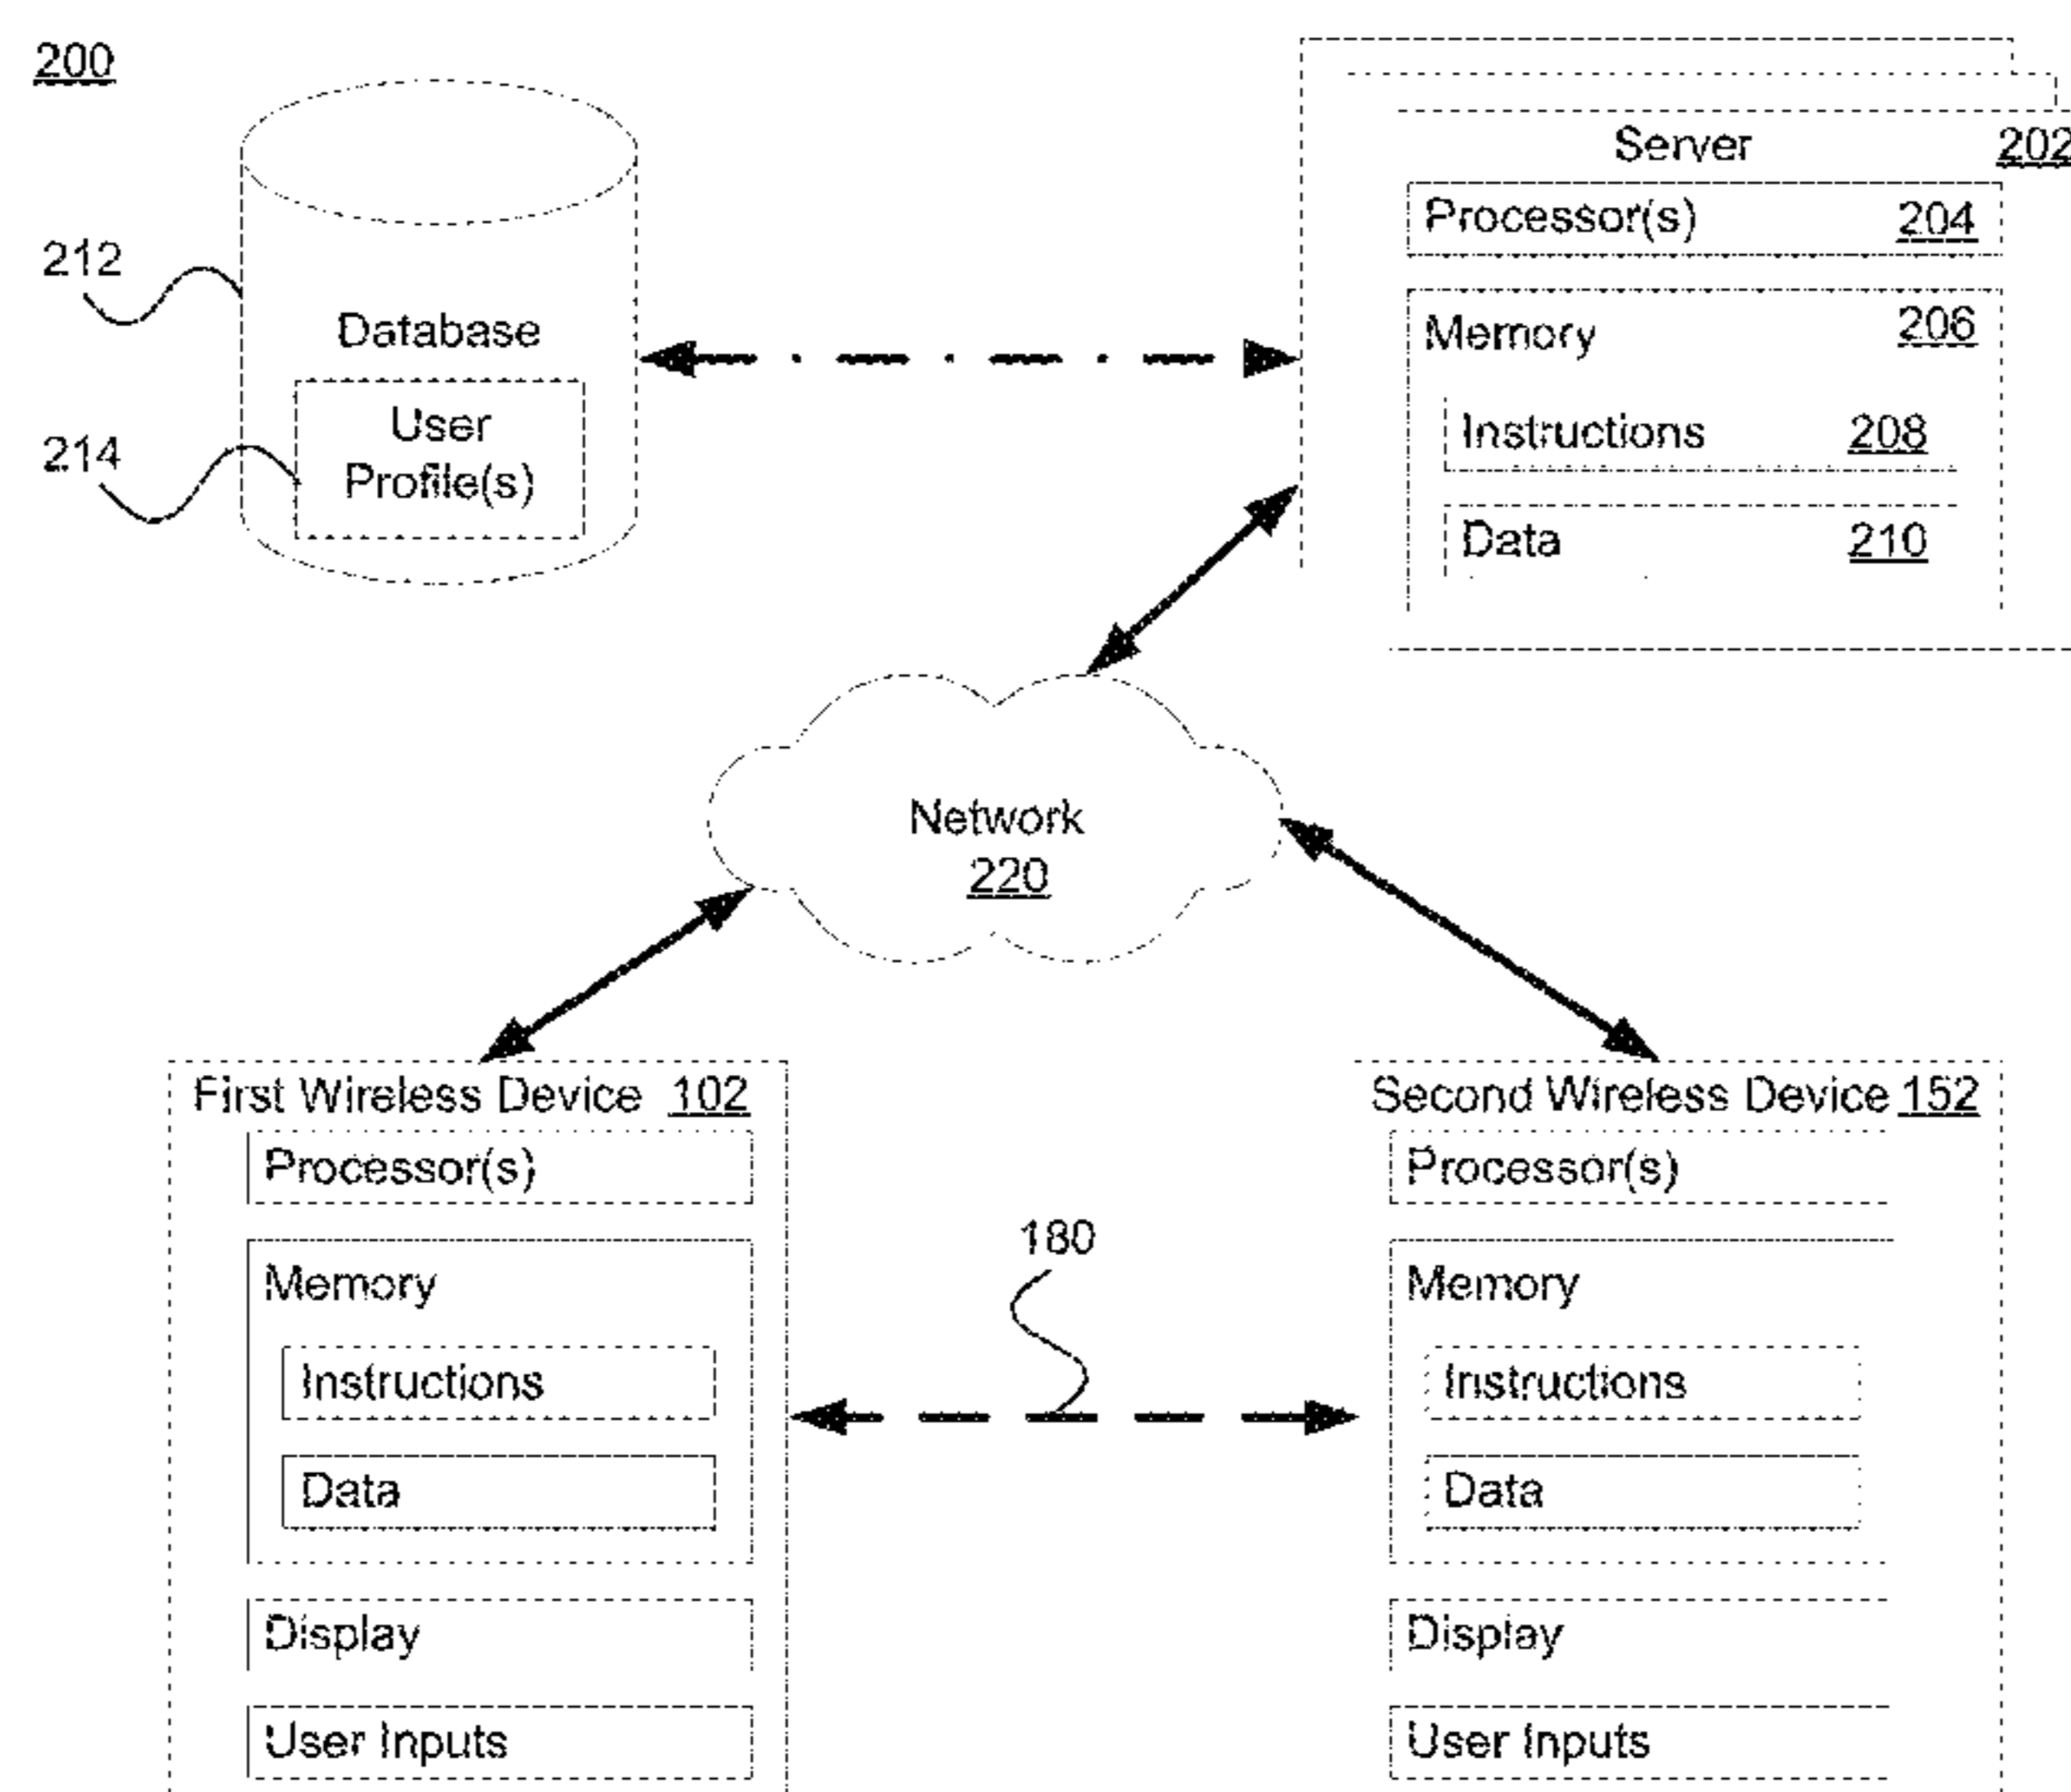 200
Server 202
Processor(s) 204
212
Database
Memory 206
User
Profile(s)
214
Instructions 208
Data 210
Network
220
First Wireless Device 102
Processor(s)
Memory
Instructions
Data
Display
User Inputs
180
Second Wireless Device 152
Processor(s)
Memory
Instructions
Data
Display
User Inputs